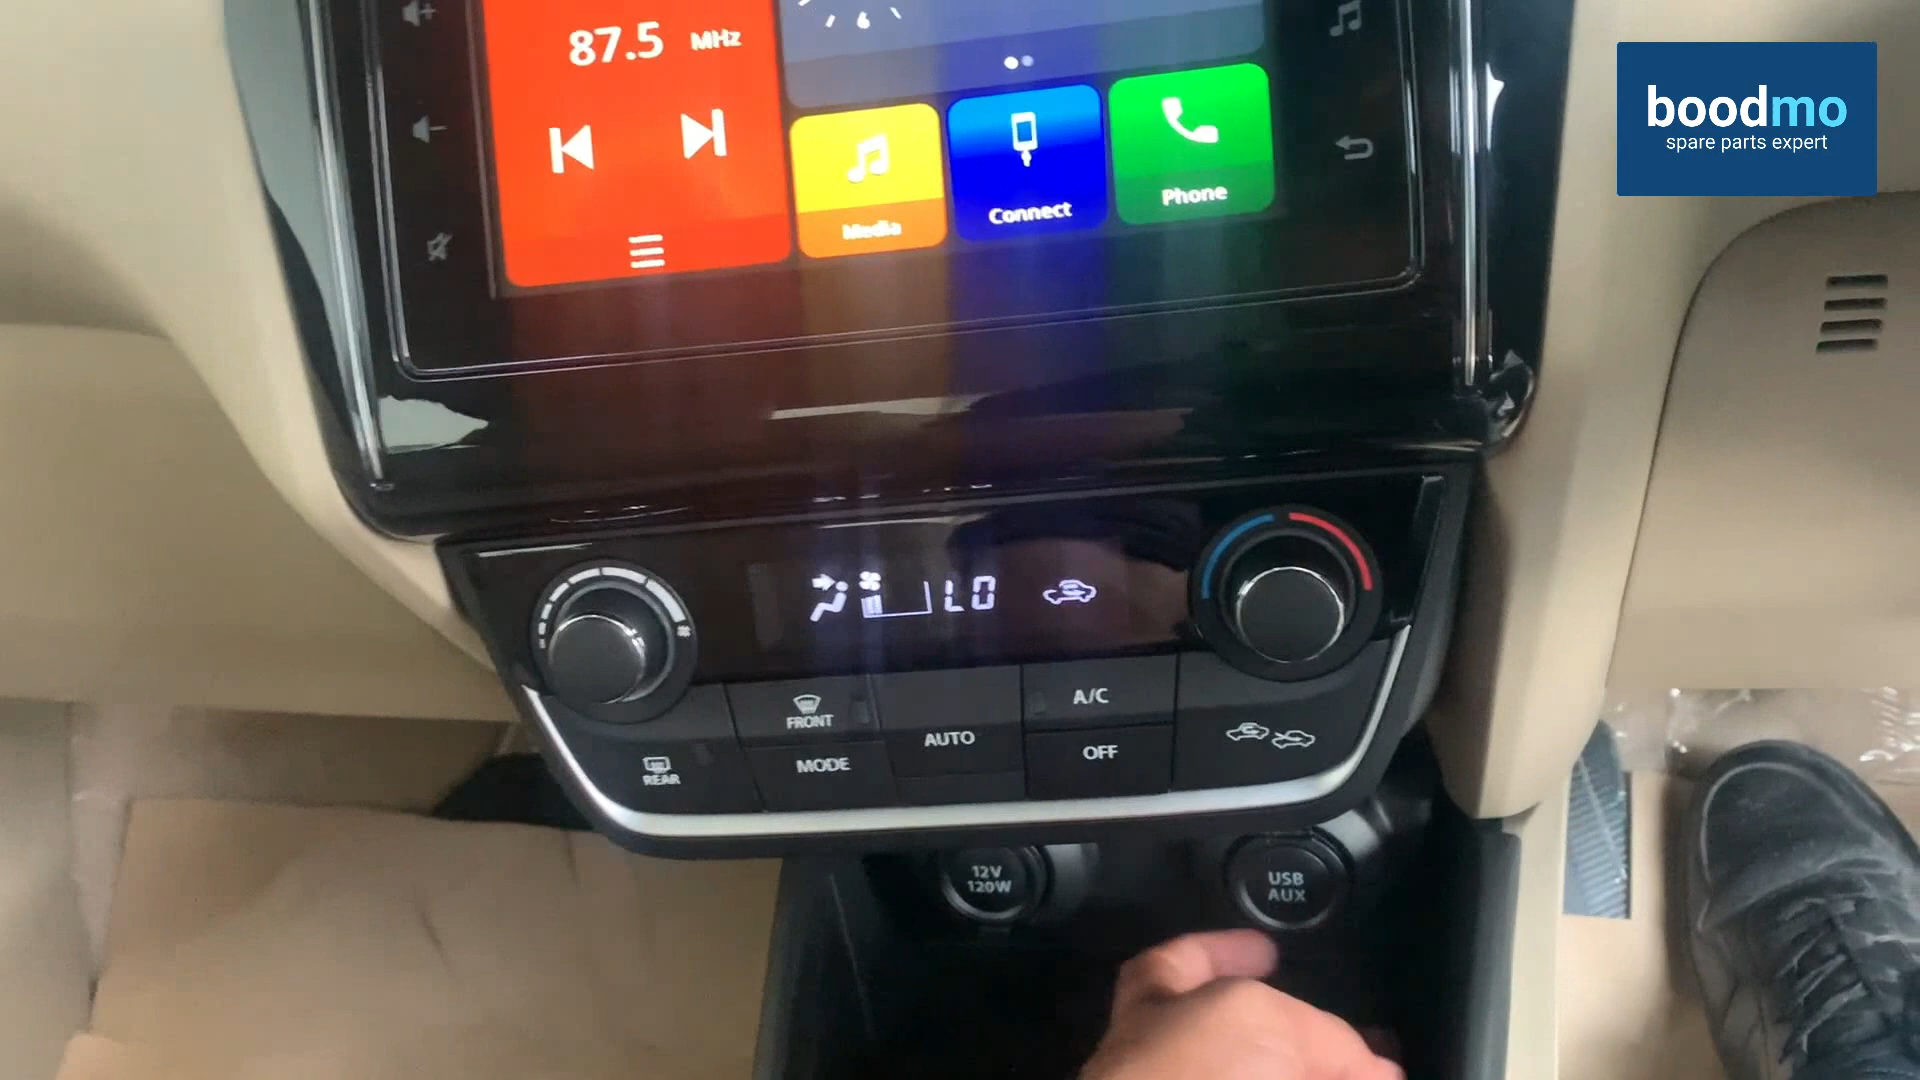 87.5 MHz
boodmo
spare parts expert
Media
Connect
Phone
6
LO
FRONT
A/C
AUTO
REAR
MODE
OFF
12V
120W
USB
AUX